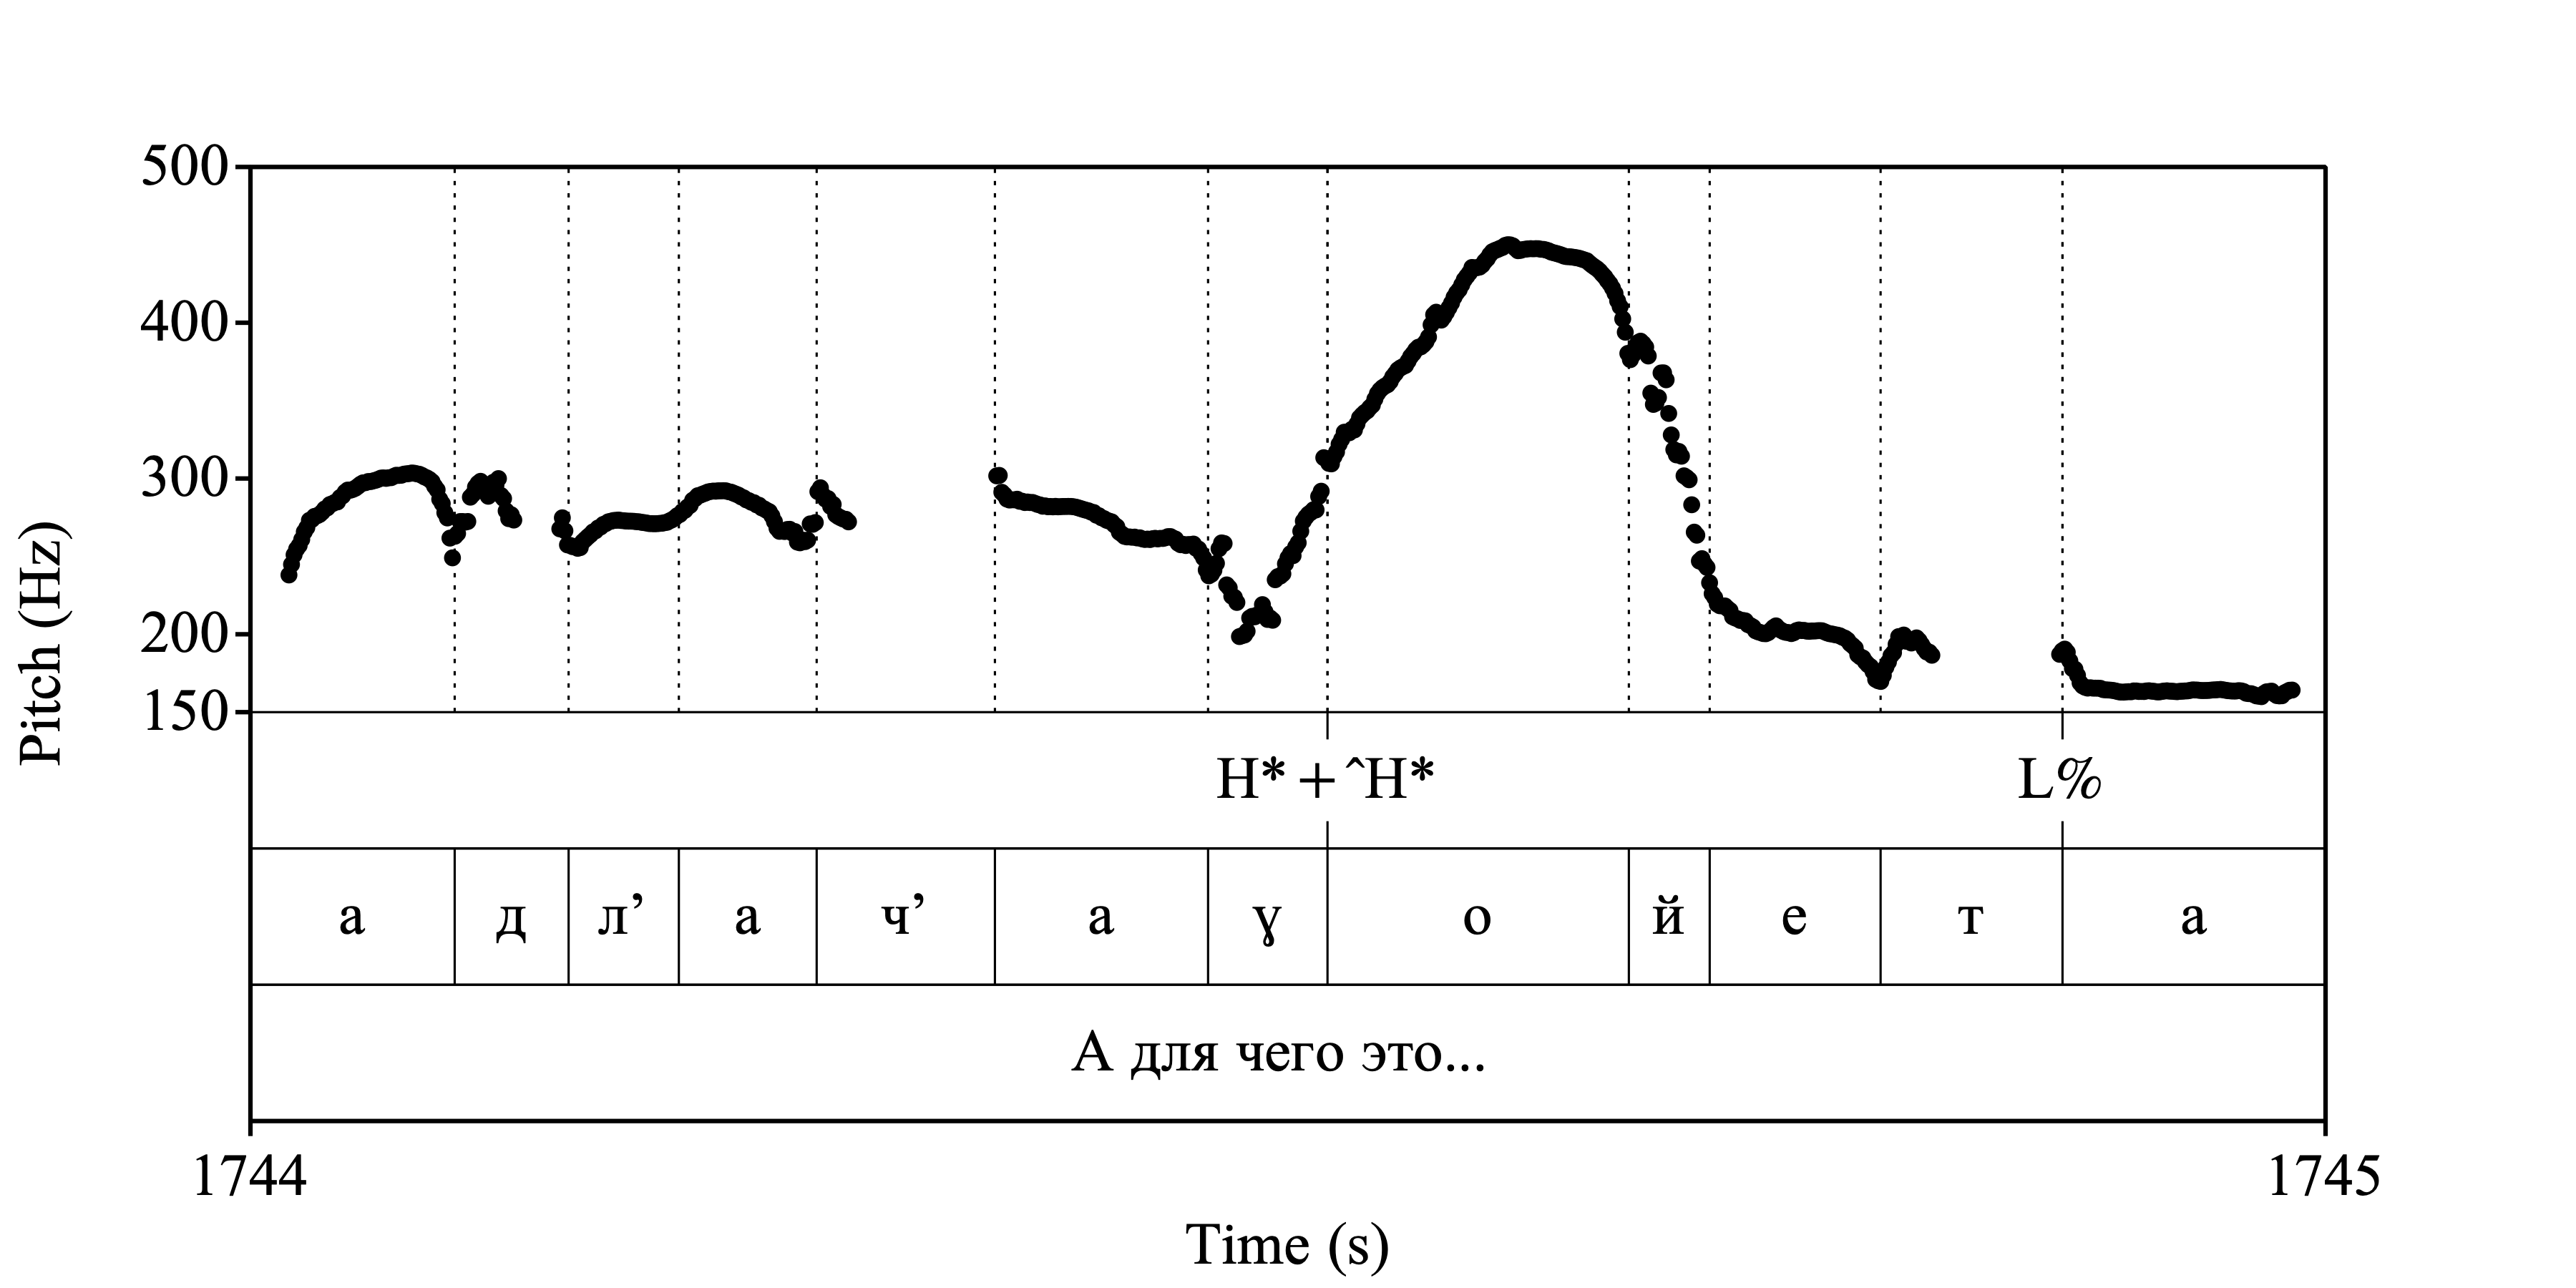 500
400
300
200
150
Pitch (Hz)
H* + ˆH* L%
а д л’ а ч’ а ɣ о й е т а
А для чего это...
1744 1745
Time (s)